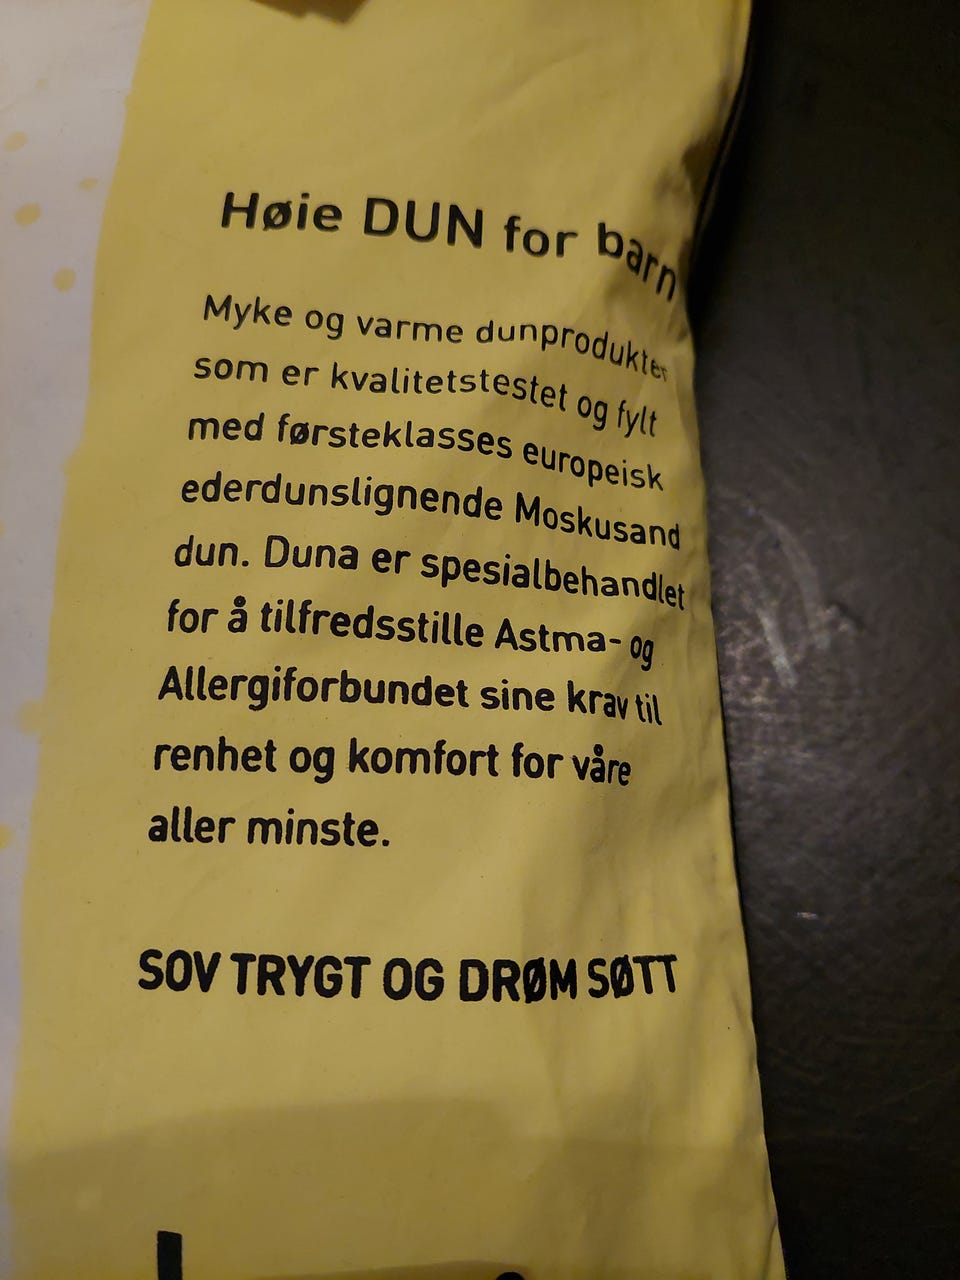 Høie DUN for barn
Myke og varme dunprodukter
som er kvalitetstestet og fylt
med førsteklasses europeisk
ederdunslignende Moskusand
dun. Duna er spesialbehandlet
for å tilfredsstille Astma- og
Allergiforbundet sine krav til
renhet og komfort for våre
aller minste.
SOV TRYGT OG DRØM SØTT